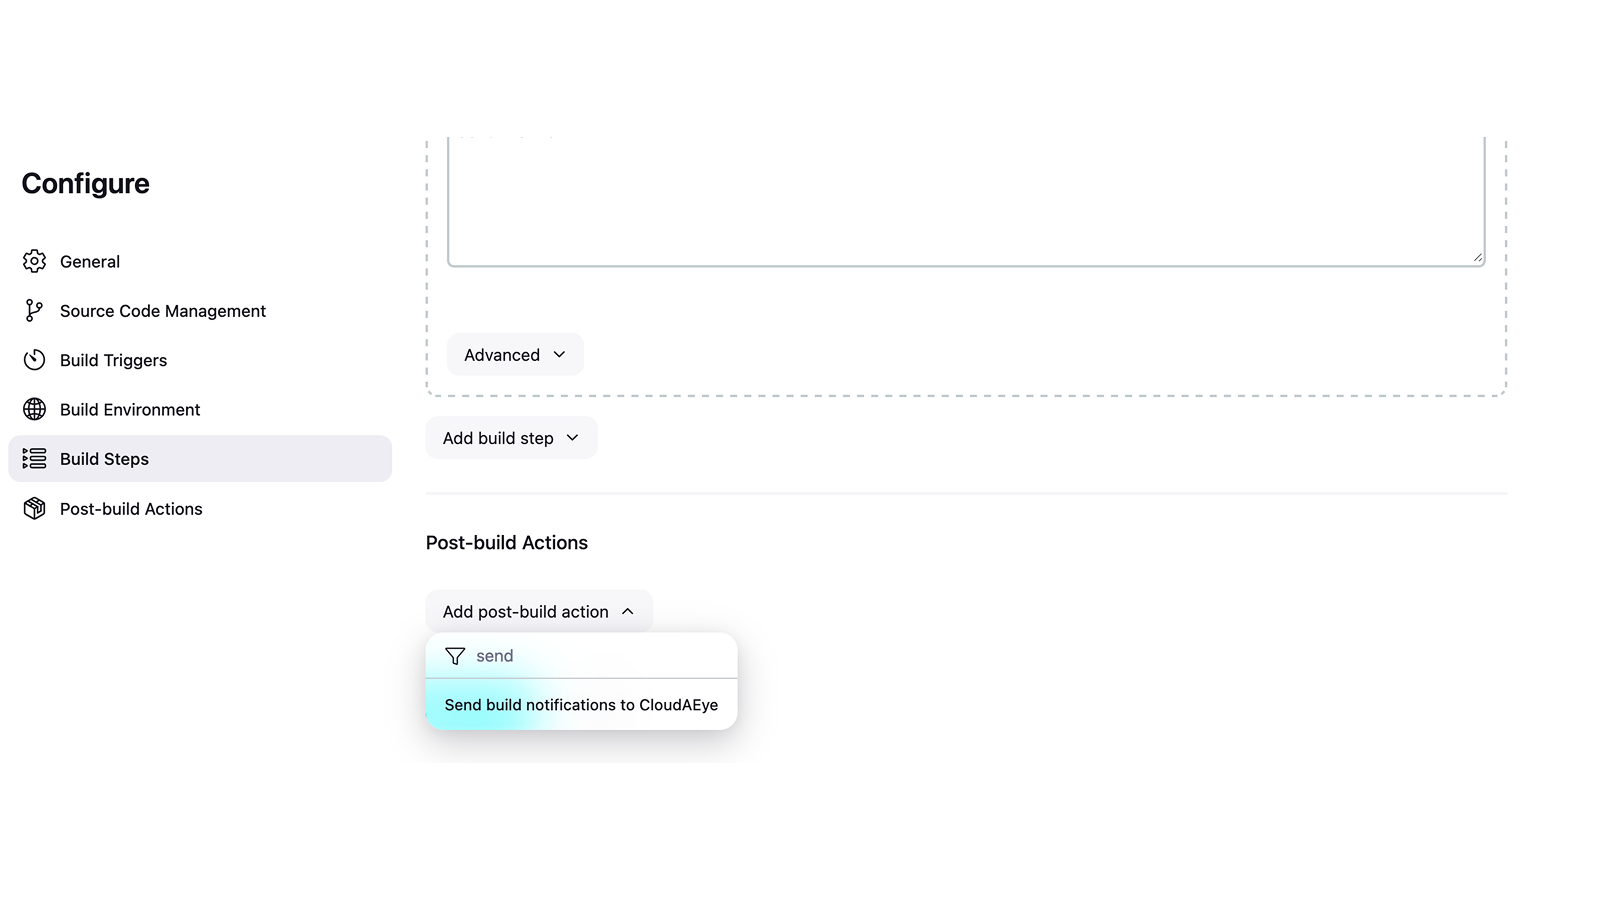 Configure
General
Source Code Management
Build Triggers
Build Environment
Build Steps
Post-build Actions
Advanced
Add build step
Post-build Actions
Add post-build action
send
Send build notifications to CloudAEye